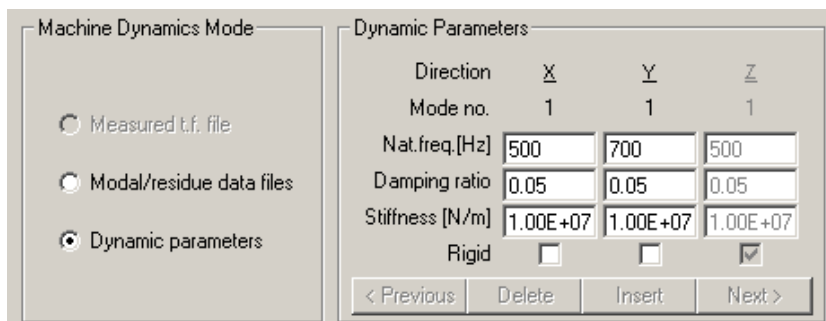 Machine Dynamics Mode
Measured t.f. file
Modal/residue data files
Dynamic parameters
Dynamic Parameters
Direction X Y Z
Mode no. 1 1 1
Nat.freq.[Hz] 500 700 500
Damping ratio 0.05 0.05 0.05
Stiffness [N/m] 1.00E+07 1.00E+07 1.00E+07
Rigid
< Previous Delete Insert Next >